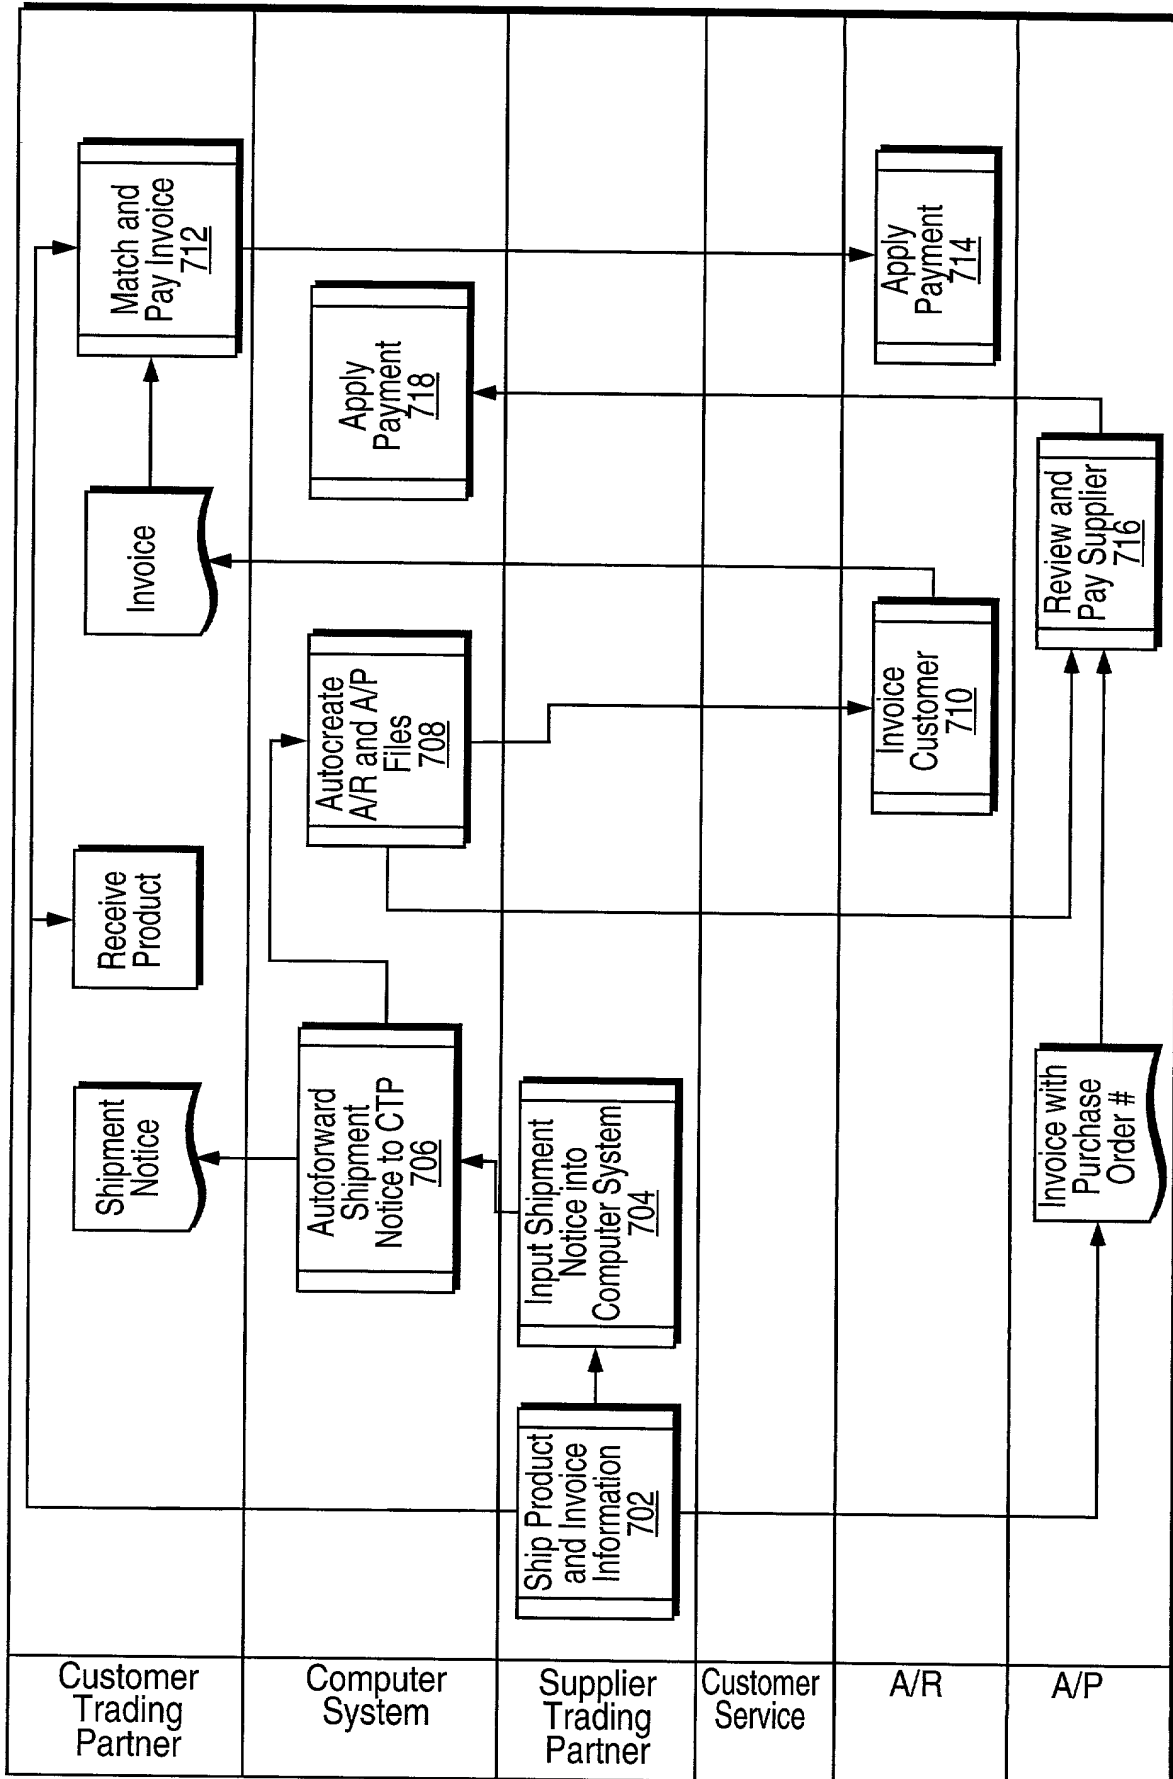 Customer
Trading
Partner
Computer
System
Supplier
Trading
Partner
Customer
Service
A/R
A/P
Ship Product
and Invoice
Information
702
Input Shipment
Notice into
Computer System
704
Autoforward
Shipment
Notice to CTP
706
Shipment
Notice
Receive
Product
Autocreate
A/R and A/P
Files
708
Invoice
Customer
710
Invoice
Match and
Pay Invoice
712
Apply
Payment
714
Invoice with
Purchase
Order #
Review and
Pay Supplier
716
Apply
Payment
718